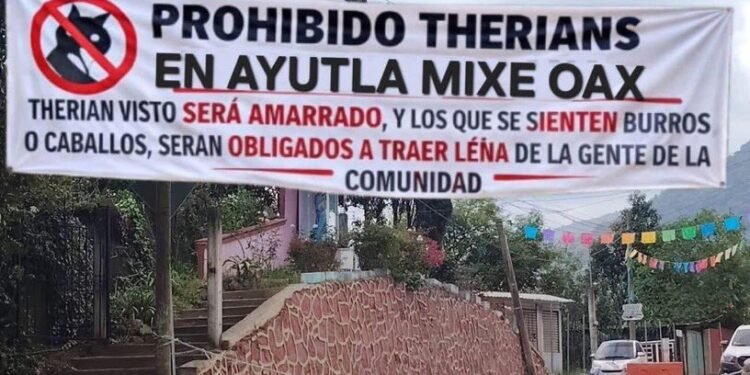 PROHIBIDO THERIANS
EN AYUTLA MIXE OAX
THERIAN VISTO SERÁ AMARRADO, Y LOS QUE SE SIENTEN BURROS
O CABALLOS, SERAN OBLIGADOS A TRAER LÉÑA DE LA GENTE DE LA
COMUNIDAD